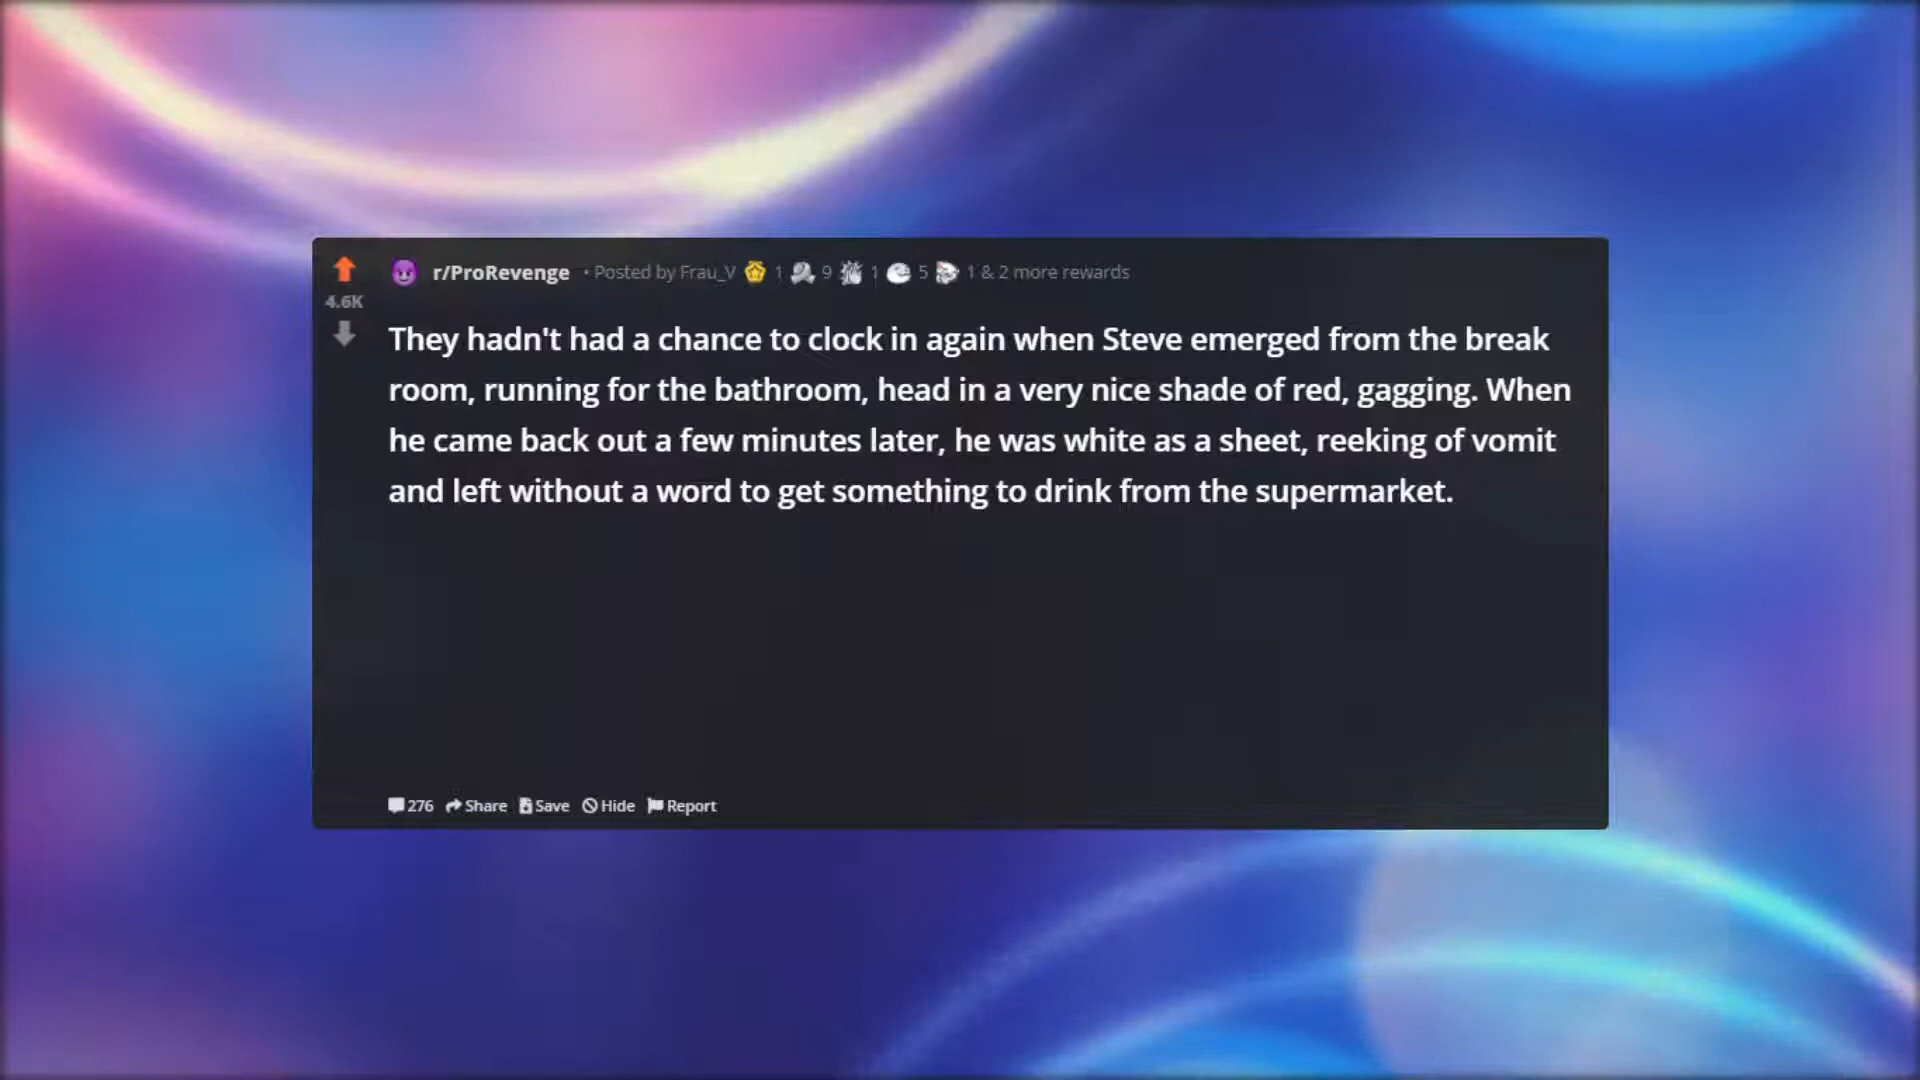 r/ProRevenge • Posted by Frau_V 1 9 1 5 1 & 2 more rewards
4.6K
They hadn't had a chance to clock in again when Steve emerged from the break
room, running for the bathroom, head in a very nice shade of red, gagging. When
he came back out a few minutes later, he was white as a sheet, reeking of vomit
and left without a word to get something to drink from the supermarket.
276 Share Save Hide Report